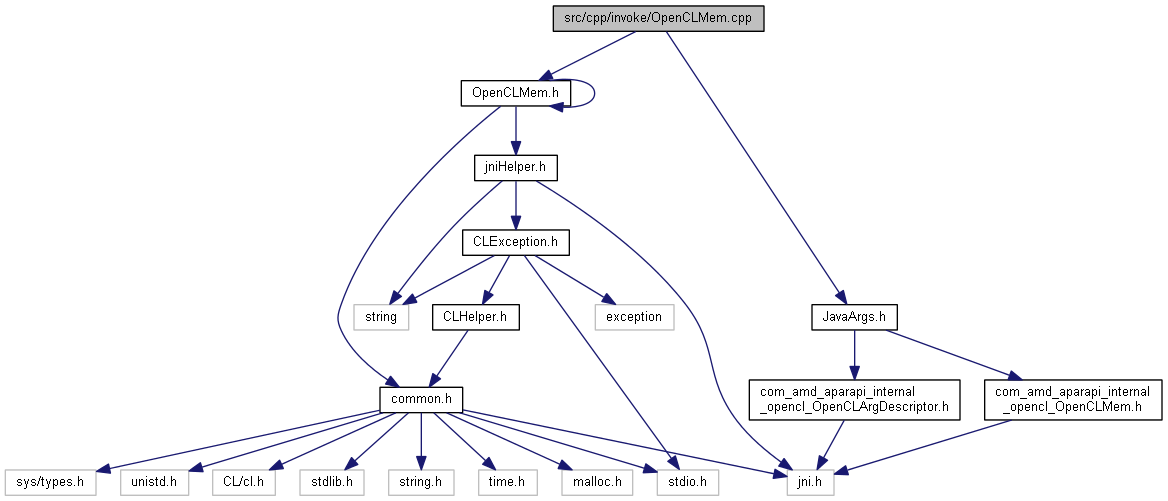 src/cpp/invoke/OpenCLMem.cpp
OpenCLMem.h
jniHelper.h
CLException.h
string
CLHelper.h
exception
JavaArgs.h
common.h
com_amd_aparapi_internal
_opencl_OpenCLArgDescriptor.h
com_amd_aparapi_internal
_opencl_OpenCLMem.h
sys/types.h
unistd.h
CL/cl.h
stdlib.h
string.h
time.h
malloc.h
stdio.h
jni.h